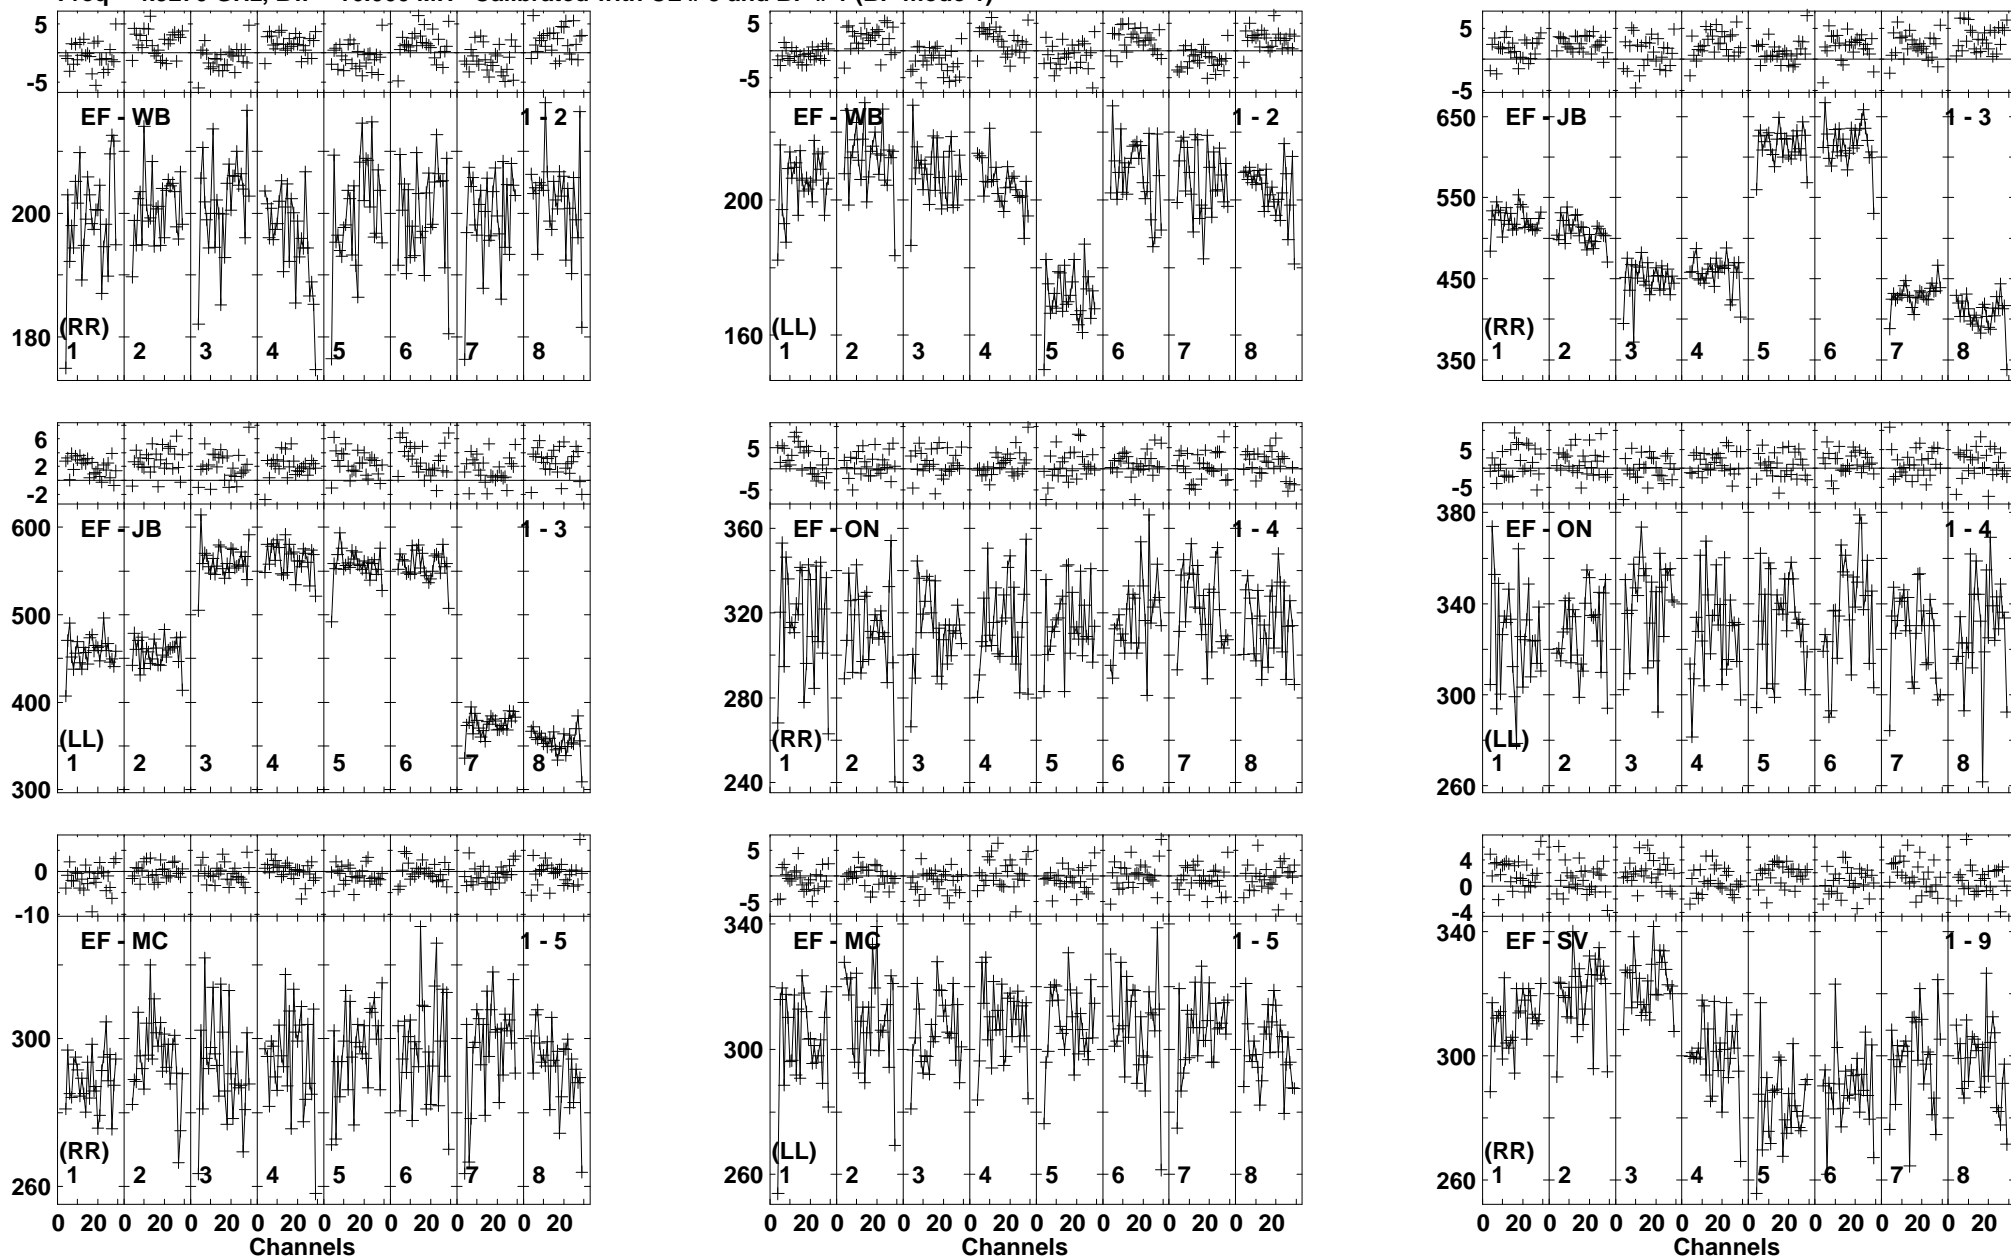 5
-5
EF - WB 1 - 2
200
180
(RR)
1 2 3 4 5 6 7 8
5
-5
EF - WB 1 - 2
200
160
(LL)
1 2 3 4 5 6 7 8
5
-5
650
EF - JB 1 - 3
550
450
350
(RR)
1 2 3 4 5 6 7 8
6
2
-2
600
EF - JB 1 - 3
500
400
300
(LL)
1 2 3 4 5 6 7 8
5
-5
360
EF - ON 1 - 4
320
280
240
(RR)
1 2 3 4 5 6 7 8
5
-5
380
EF - ON 1 - 4
340
300
260
(LL)
1 2 3 4 5 6 7 8
0
-10
EF - MC 1 - 5
300
260
(RR)
1 2 3 4 5 6 7 8
0 20 0 20 0 20 0 20 0 20 0 20 0 20 0 20
Channels
5
-5
340
EF - MC 1 - 5
300
260
(LL)
1 2 3 4 5 6 7 8
0 20 0 20 0 20 0 20 0 20 0 20 0 20 0 20
Channels
4
0
-4
340
EF - SV 1 - 9
300
260
(RR)
1 2 3 4 5 6 7 8
0 20 0 20 0 20 0 20 0 20 0 20 0 20 0 20
Channels